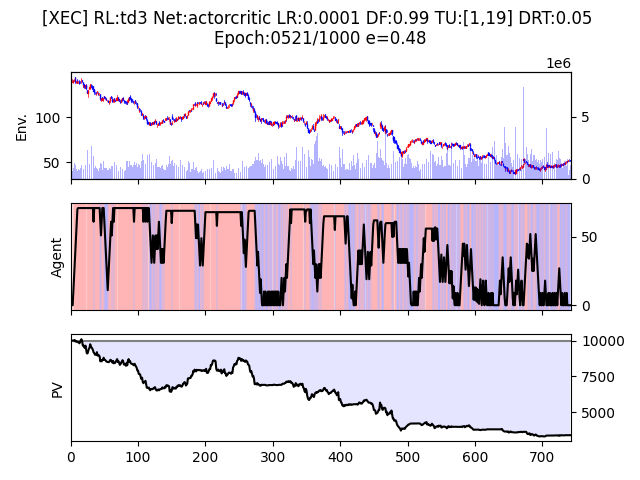 [XEC] RL:td3 Net:actorcritic LR:0.0001 DF:0.99 TU:[1,19] DRT:0.05
Epoch:0521/1000 e=0.48
1e6
Env.
100
50
5
0
Agent
50
0
PV
10000
7500
5000
0 100 200 300 400 500 600 700